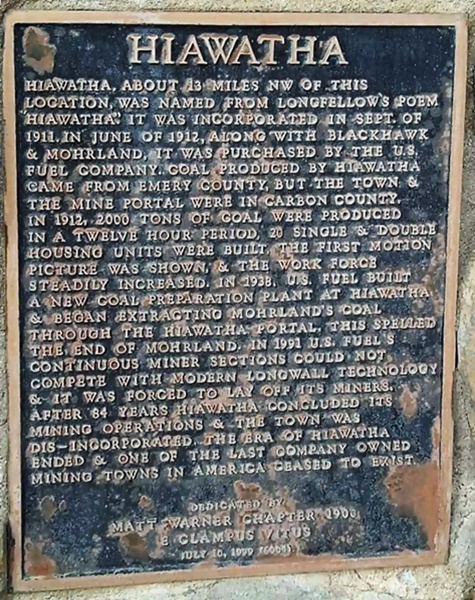 HIAWATHA
HIAWATHA, ABOUT 13 MILES NW OF THIS
LOCATION, WAS NAMED FROM LONGFELLOW'S POEM
"HIAWATHA." IT WAS INCORPORATED IN SEPT. OF
1911. IN JUNE OF 1912, ALONG WITH BLACKHAWK
& MOHRLAND, IT WAS PURCHASED BY THE U.S.
FUEL COMPANY. COAL PRODUCED BY HIAWATHA
CAME FROM EMERY COUNTY, BUT THE TOWN &
THE MINE PORTAL WERE IN CARBON COUNTY.
IN 1912, 2000 TONS OF COAL WERE PRODUCED
IN A TWELVE HOUR PERIOD. 20 SINGLE & DOUBLE
HOUSING UNITS WERE BUILT, THE FIRST MOTION
PICTURE WAS SHOWN, & THE WORK FORCE
STEADILY INCREASED. IN 1938, U.S. FUEL BUILT
A NEW COAL PREPARATION PLANT AT HIAWATHA
& BEGAN EXTRACTING MOHRLAND'S COAL
THROUGH THE HIAWATHA PORTAL. THIS SPELLED
THE END OF MOHRLAND. IN 1991 U.S. FUEL'S
CONTINUOUS MINER SECTIONS COULD NOT
COMPETE WITH MODERN LONGWALL TECHNOLOGY
& IT WAS FORCED TO LAY OFF ITS MINERS.
AFTER 84 YEARS HIAWATHA CONCLUDED ITS
MINING OPERATIONS & THE TOWN WAS
DIS-INCORPORATED. THE ERA OF HIAWATHA
ENDED & ONE OF THE LAST COMPANY OWNED
MINING TOWNS IN AMERICA CEASED TO EXIST.
DEDICATED BY
MATT WARNER CHAPTER 1900
E CLAMPUS VITUS
JULY 10, 1999 (6004)